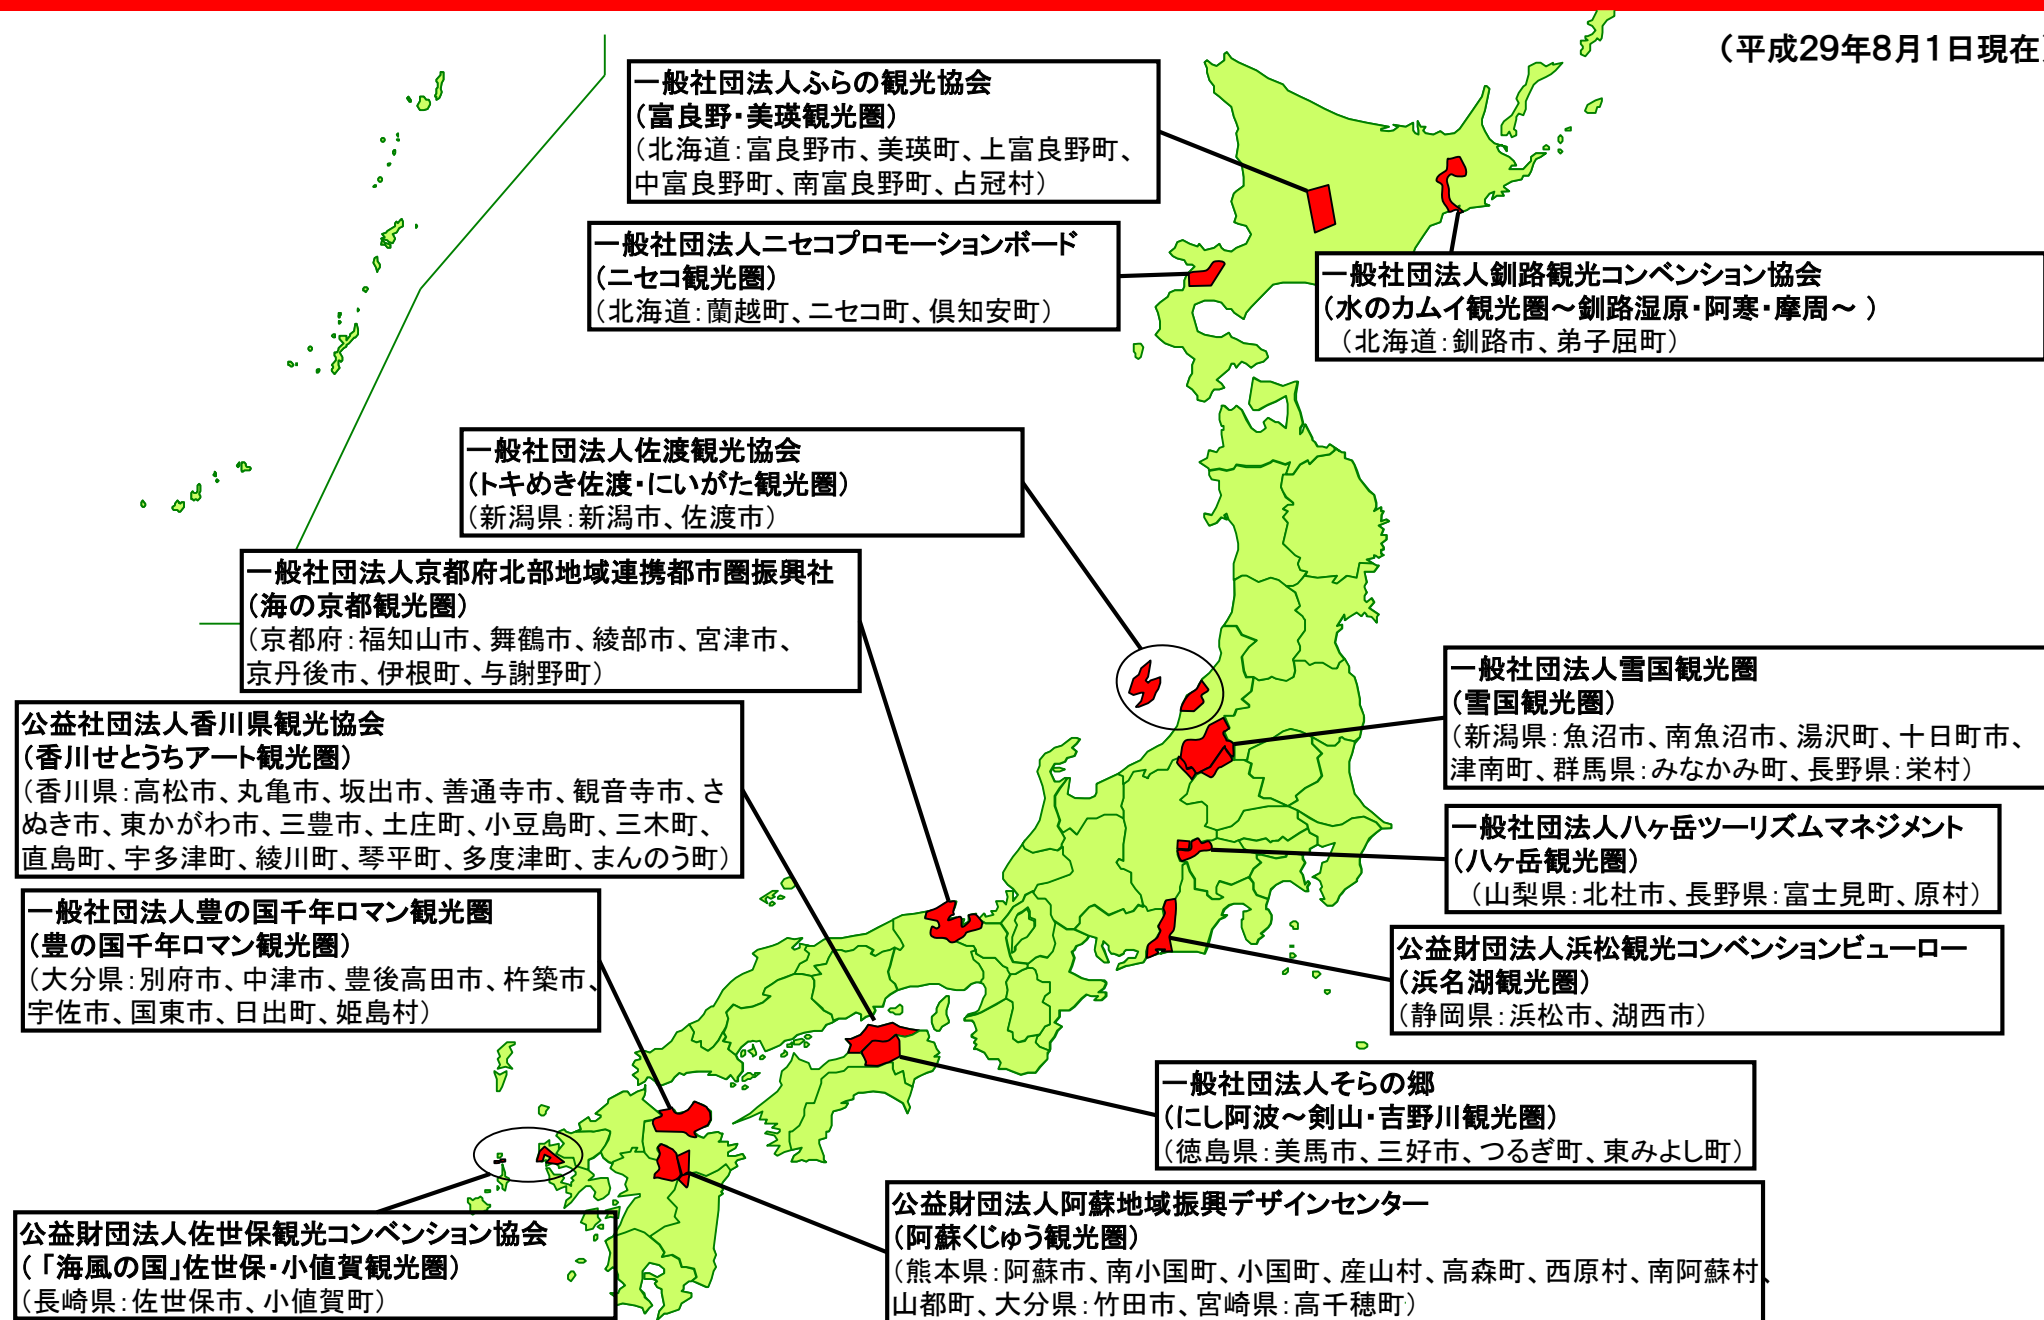 （平成29年8月1日現在）
一般社団法人ふらの観光協会
（富良野・美瑛観光圏）
（北海道：富良野市、美瑛町、上富良野町、
中富良野町、南富良野町、占冠村）
一般社団法人ニセコプロモーションボード
（ニセコ観光圏）
（北海道：蘭越町、ニセコ町、倶知安町）
一般社団法人釧路観光コンベンション協会
（水のカムイ観光圏～釧路湿原・阿寒・摩周～ ）
（北海道：釧路市、弟子屈町）
一般社団法人佐渡観光協会
（トキめき佐渡・にいがた観光圏）
（新潟県：新潟市、佐渡市）
一般社団法人京都府北部地域連携都市圏振興社
（海の京都観光圏）
（京都府：福知山市、舞鶴市、綾部市、宮津市、
京丹後市、伊根町、与謝野町）
一般社団法人雪国観光圏
（雪国観光圏）
（新潟県：魚沼市、南魚沼市、湯沢町、十日町市、
津南町、群馬県：みなかみ町、長野県：栄村）
公益社団法人香川県観光協会
（香川せとうちアート観光圏）
（香川県：高松市、丸亀市、坂出市、善通寺市、観音寺市、さ
ぬき市、東かがわ市、三豊市、土庄町、小豆島町、三木町、
直島町、宇多津町、綾川町、琴平町、多度津町、まんのう町）
一般社団法人八ヶ岳ツーリズムマネジメント
（八ヶ岳観光圏）
（山梨県：北杜市、長野県：富士見町、原村）
一般社団法人豊の国千年ロマン観光圏
（豊の国千年ロマン観光圏）
（大分県：別府市、中津市、豊後高田市、杵築市、
宇佐市、国東市、日出町、姫島村）
公益財団法人浜松観光コンベンションビューロー
（浜名湖観光圏）
（静岡県：浜松市、湖西市）
一般社団法人そらの郷
（にし阿波～剣山・吉野川観光圏）
（徳島県：美馬市、三好市、つるぎ町、東みよし町）
公益財団法人阿蘇地域振興デザインセンター
（阿蘇くじゅう観光圏）
（熊本県：阿蘇市、南小国町、小国町、産山村、高森町、西原村、南阿蘇村、
山都町、大分県：竹田市、宮崎県：高千穂町）
公益財団法人佐世保観光コンベンション協会
（「海風の国」佐世保・小値賀観光圏）
（長崎県：佐世保市、小値賀町）